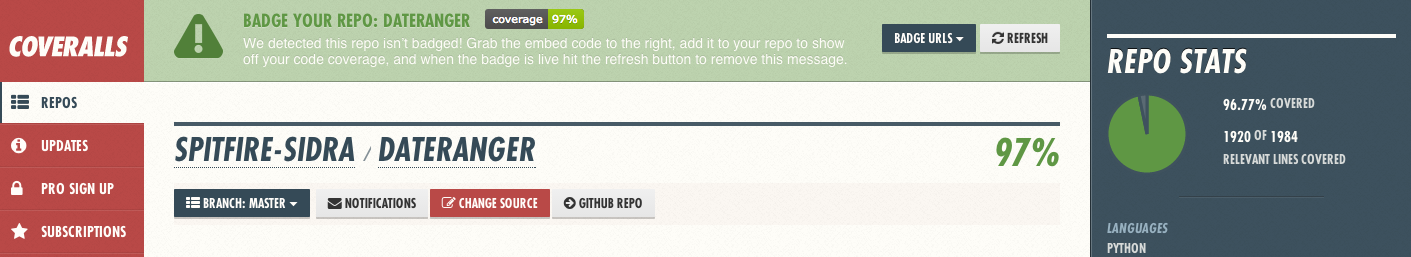 COVERALLS
BADGE YOUR REPO: DATERANGER
coverage 97%
We detected this repo isn't badged! Grab the embed code to the right, add it to your repo to show
off your code coverage, and when the badge is live hit the refresh button to remove this message.
BADGE URLS
REFRESH
REPOS
UPDATES
PRO SIGN UP
SUBSCRIPTIONS
SPITFIRE-SIDRA / DATERANGER
97%
BRANCH: MASTER
NOTIFICATIONS
CHANGE SOURCE
GITHUB REPO
REPO STATS
96.77% COVERED
1920 OF 1984
RELEVANT LINES COVERED
LANGUAGES
PYTHON